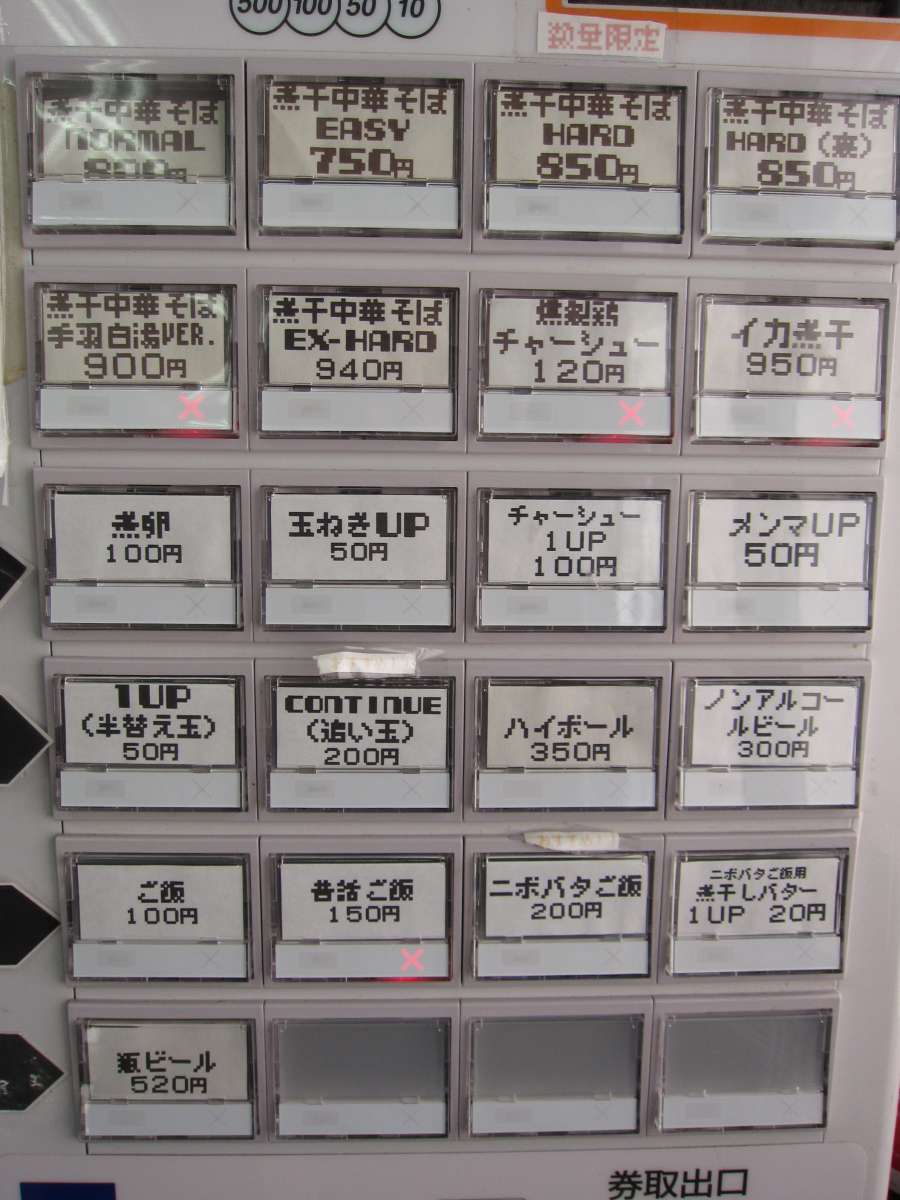 500 100 50 10
数量限定
煮干中華そば
NORMAL
煮干中華そば
EASY
750円
煮干中華そば
HARD
850円
煮干中華そば
HARD (裏)
850円
煮干中華そば
手羽白湯VER.
900円
煮干中華そば
EX-HARD
940円
燻製鶏
チャーシュー
120円
イカ煮干
950円
煮卵
100円
玉ねぎUP
50円
チャーシュー
1UP
100円
メンマUP
50円
1UP
(半替え玉)
50円
おすすめ!
CONTINUE
(追い玉)
200円
ハイボール
350円
ノンアルコー
ルビール
300円
ご飯
100円
昔話ご飯
150円
おすすめ!
ニボバタご飯
200円
ニボバタご飯用
煮干しバター
1UP 20円
瓶ビール
520円
券取出口